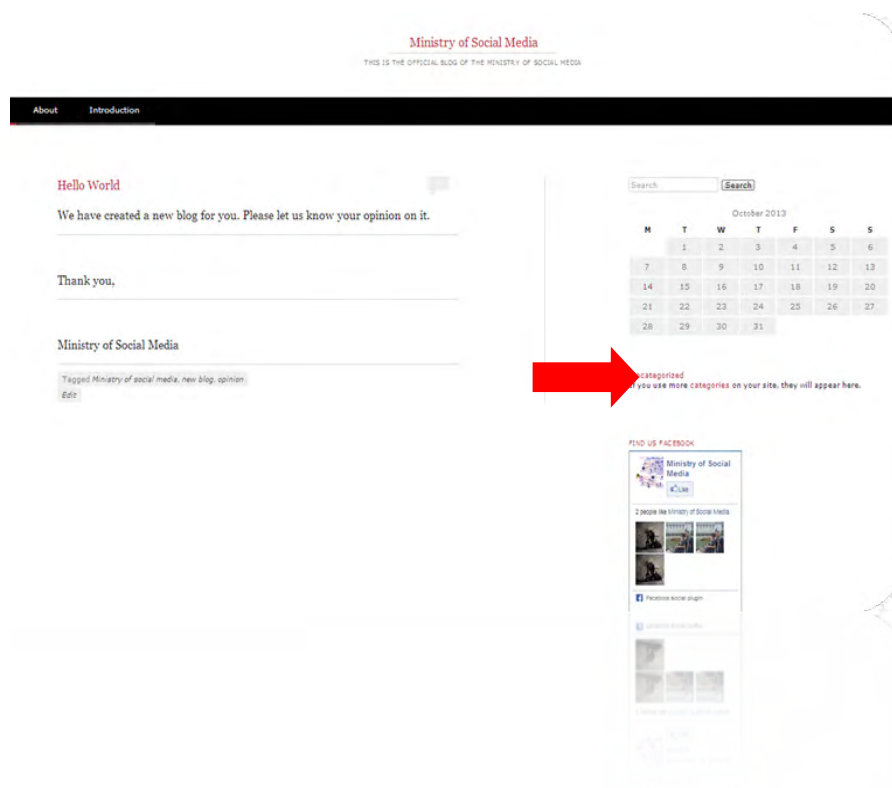 Ministry of Social Media
THIS IS THE OFFICIAL BLOG OF THE MINISTRY OF SOCIAL MEDIA
About Introduction
Hello World
We have created a new blog for you. Please let us know your opinion on it.
Thank you,
Ministry of Social Media
Tagged Ministry of social media, new blog, opinion
Edit
Search Search
October 2013
M T W T F S S
1 2 3 4 5 6
7 8 9 10 11 12 13
14 15 16 17 18 19 20
21 22 23 24 25 26 27
28 29 30 31
ncategorized
If you use more categories on your site, they will appear here.
FIND US FACEBOOK
Ministry of Social
Media
Like
2 people like Ministry of Social Media.
Facebook social plugin